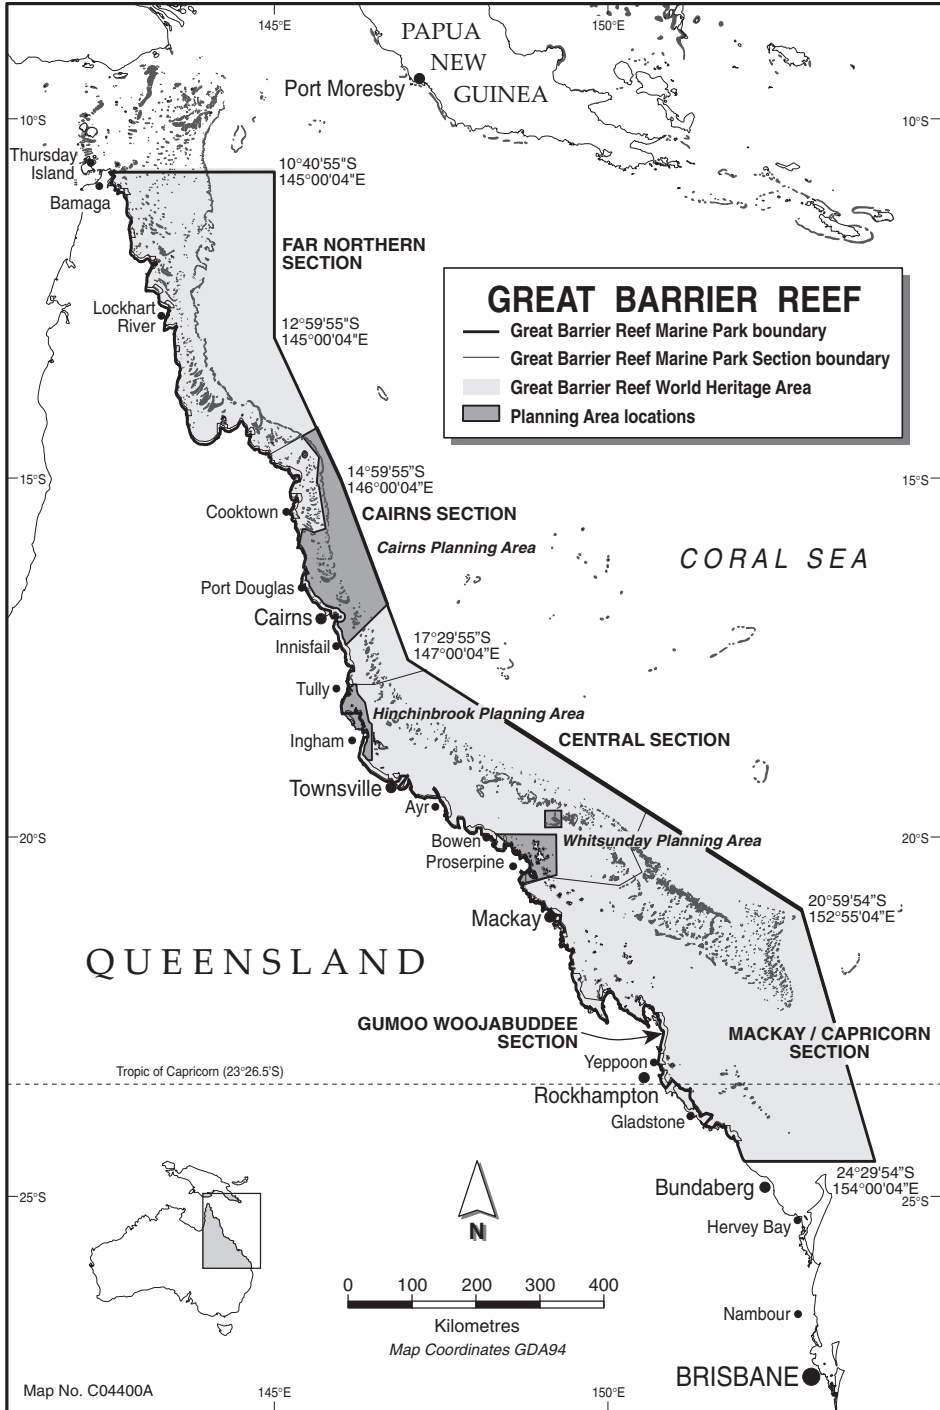 145°E
150°E
PAPUA
NEW
GUINEA
Port Moresby
10°S
10°S
Thursday
Island
Bamaga
10°40'55"S
145°00'04"E
FAR NORTHERN
SECTION
Lockhart
River
12°59'55"S
145°00'04"E
GREAT BARRIER REEF
Great Barrier Reef Marine Park boundary
Great Barrier Reef Marine Park Section boundary
Great Barrier Reef World Heritage Area
Planning Area locations
15°S
15°S
14°59'55”S
146°00'04”E
Cooktown
CAIRNS SECTION
Cairns Planning Area
CORAL SEA
Port Douglas
Cairns
Innisfail
17°29'55”S
147°00'04”E
Tully
Hinchinbrook Planning Area
Ingham
CENTRAL SECTION
Townsville
Ayr
20°S
20°S
Bowen
Whitsunday Planning Area
Proserpine
20°59'54”S
152°55'04”E
Mackay
QUEENSLAND
GUMOO WOOJABUDDEE
SECTION
MACKAY / CAPRICORN
SECTION
Yeppoon
Tropic of Capricorn (23°26.5'S)
Rockhampton
Gladstone
24°29'54”S
154°00'04”E
25°S
25°S
Bundaberg
Hervey Bay
N
0 100 200 300 400
Kilometres
Map Coordinates GDA94
Nambour
BRISBANE
Map No. C04400A
145°E
150°E